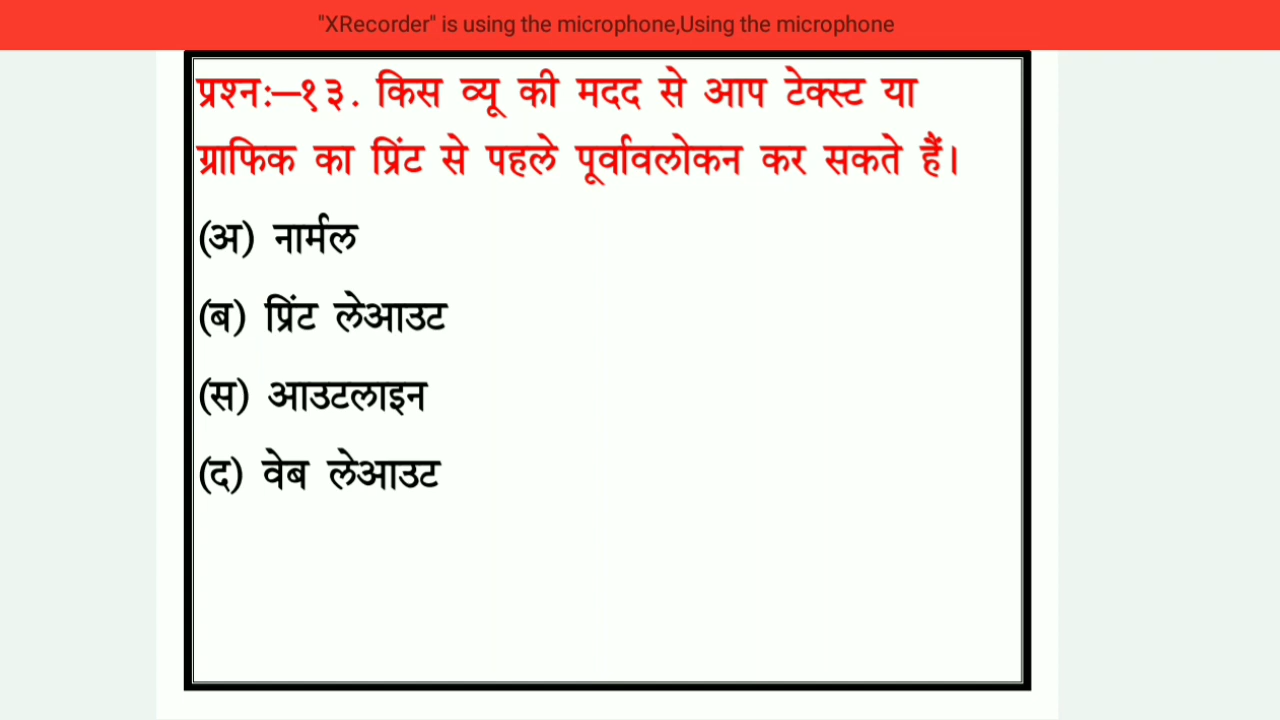 "XRecorder" is using the microphone,Using the microphone
प्रश्नः–१३. किस व्यू की मदद से आप टेक्स्ट या
ग्राफिक का प्रिंट से पहले पूर्वावलोकन कर सकते हैं।
(अ) नार्मल
(ब) प्रिंट लेआउट
(स) आउटलाइन
(द) वेब लेआउट